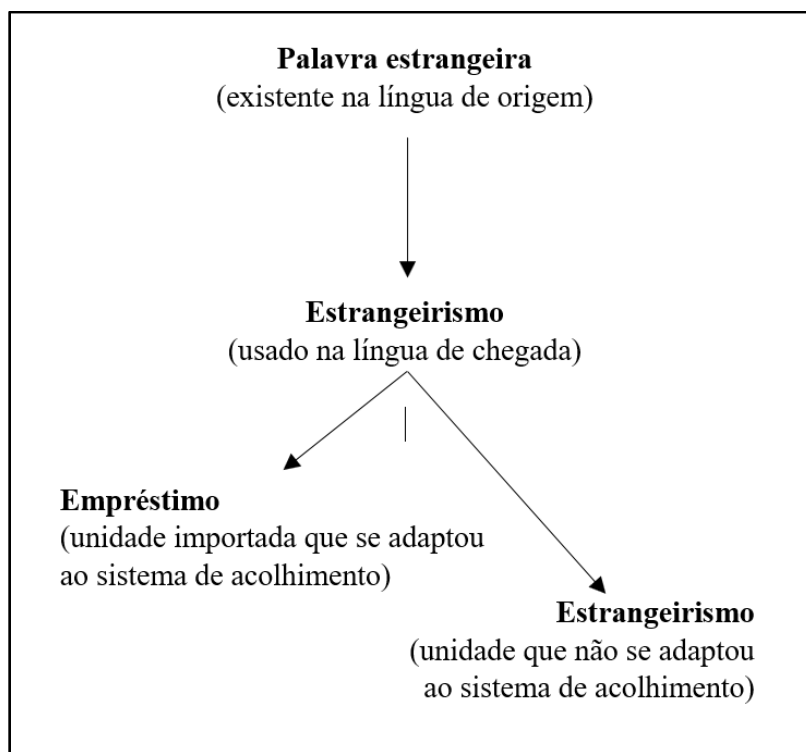 Palavra estrangeira
(existente na língua de origem)
Estrangeirismo
(usado na língua de chegada)
Empréstimo
(unidade importada que se adaptou
ao sistema de acolhimento)
Estrangeirismo
(unidade que não se adaptou
ao sistema de acolhimento)